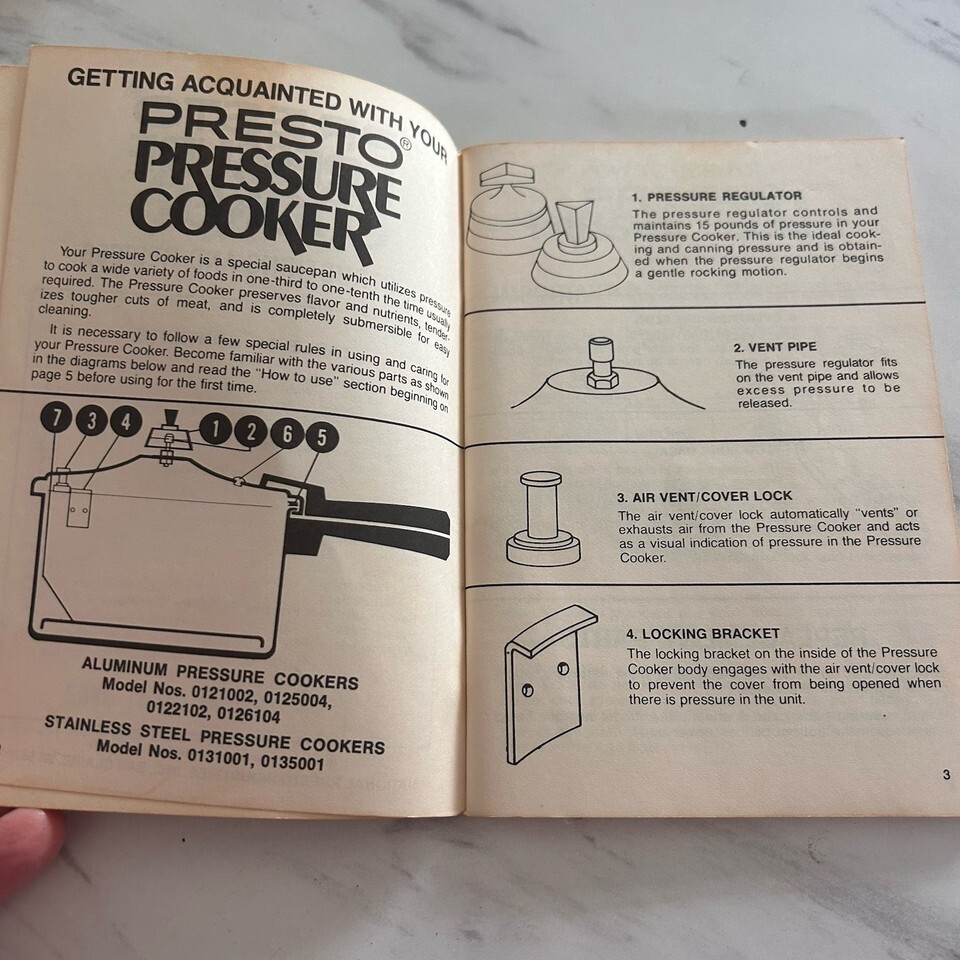 GETTING ACQUAINTED WITH YOUR
PRESTO®
PRESSURE
COOKER
Your Pressure Cooker is a special saucepan which utilizes pressure
to cook a wide variety of foods in one-third to one-tenth the time usually
required. The Pressure Cooker preserves flavor and nutrients, tender-
izes tougher cuts of meat, and is completely submersible for easy
cleaning.
It is necessary to follow a few special rules in using and caring for
your Pressure Cooker. Become familiar with the various parts as shown
in the diagrams below and read the "How to use" section beginning on
page 5 before using for the first time.
7 3 4 1 2 6 5
ALUMINUM PRESSURE COOKERS
Model Nos. 0121002, 0125004,
0122102, 0126104
STAINLESS STEEL PRESSURE COOKERS
Model Nos. 0131001, 0135001
1. PRESSURE REGULATOR
The pressure regulator controls and
maintains 15 pounds of pressure in your
Pressure Cooker. This is the ideal cook-
ing and canning pressure and is obtain-
ed when the pressure regulator begins
a gentle rocking motion.
2. VENT PIPE
The pressure regulator fits
on the vent pipe and allows
excess pressure to be
released.
3. AIR VENT/COVER LOCK
The air vent/cover lock automatically "vents" or
exhausts air from the Pressure Cooker and acts
as a visual indication of pressure in the Pressure
Cooker.
4. LOCKING BRACKET
The locking bracket on the inside of the Pressure
Cooker body engages with the air vent/cover lock
to prevent the cover from being opened when
there is pressure in the unit.
3